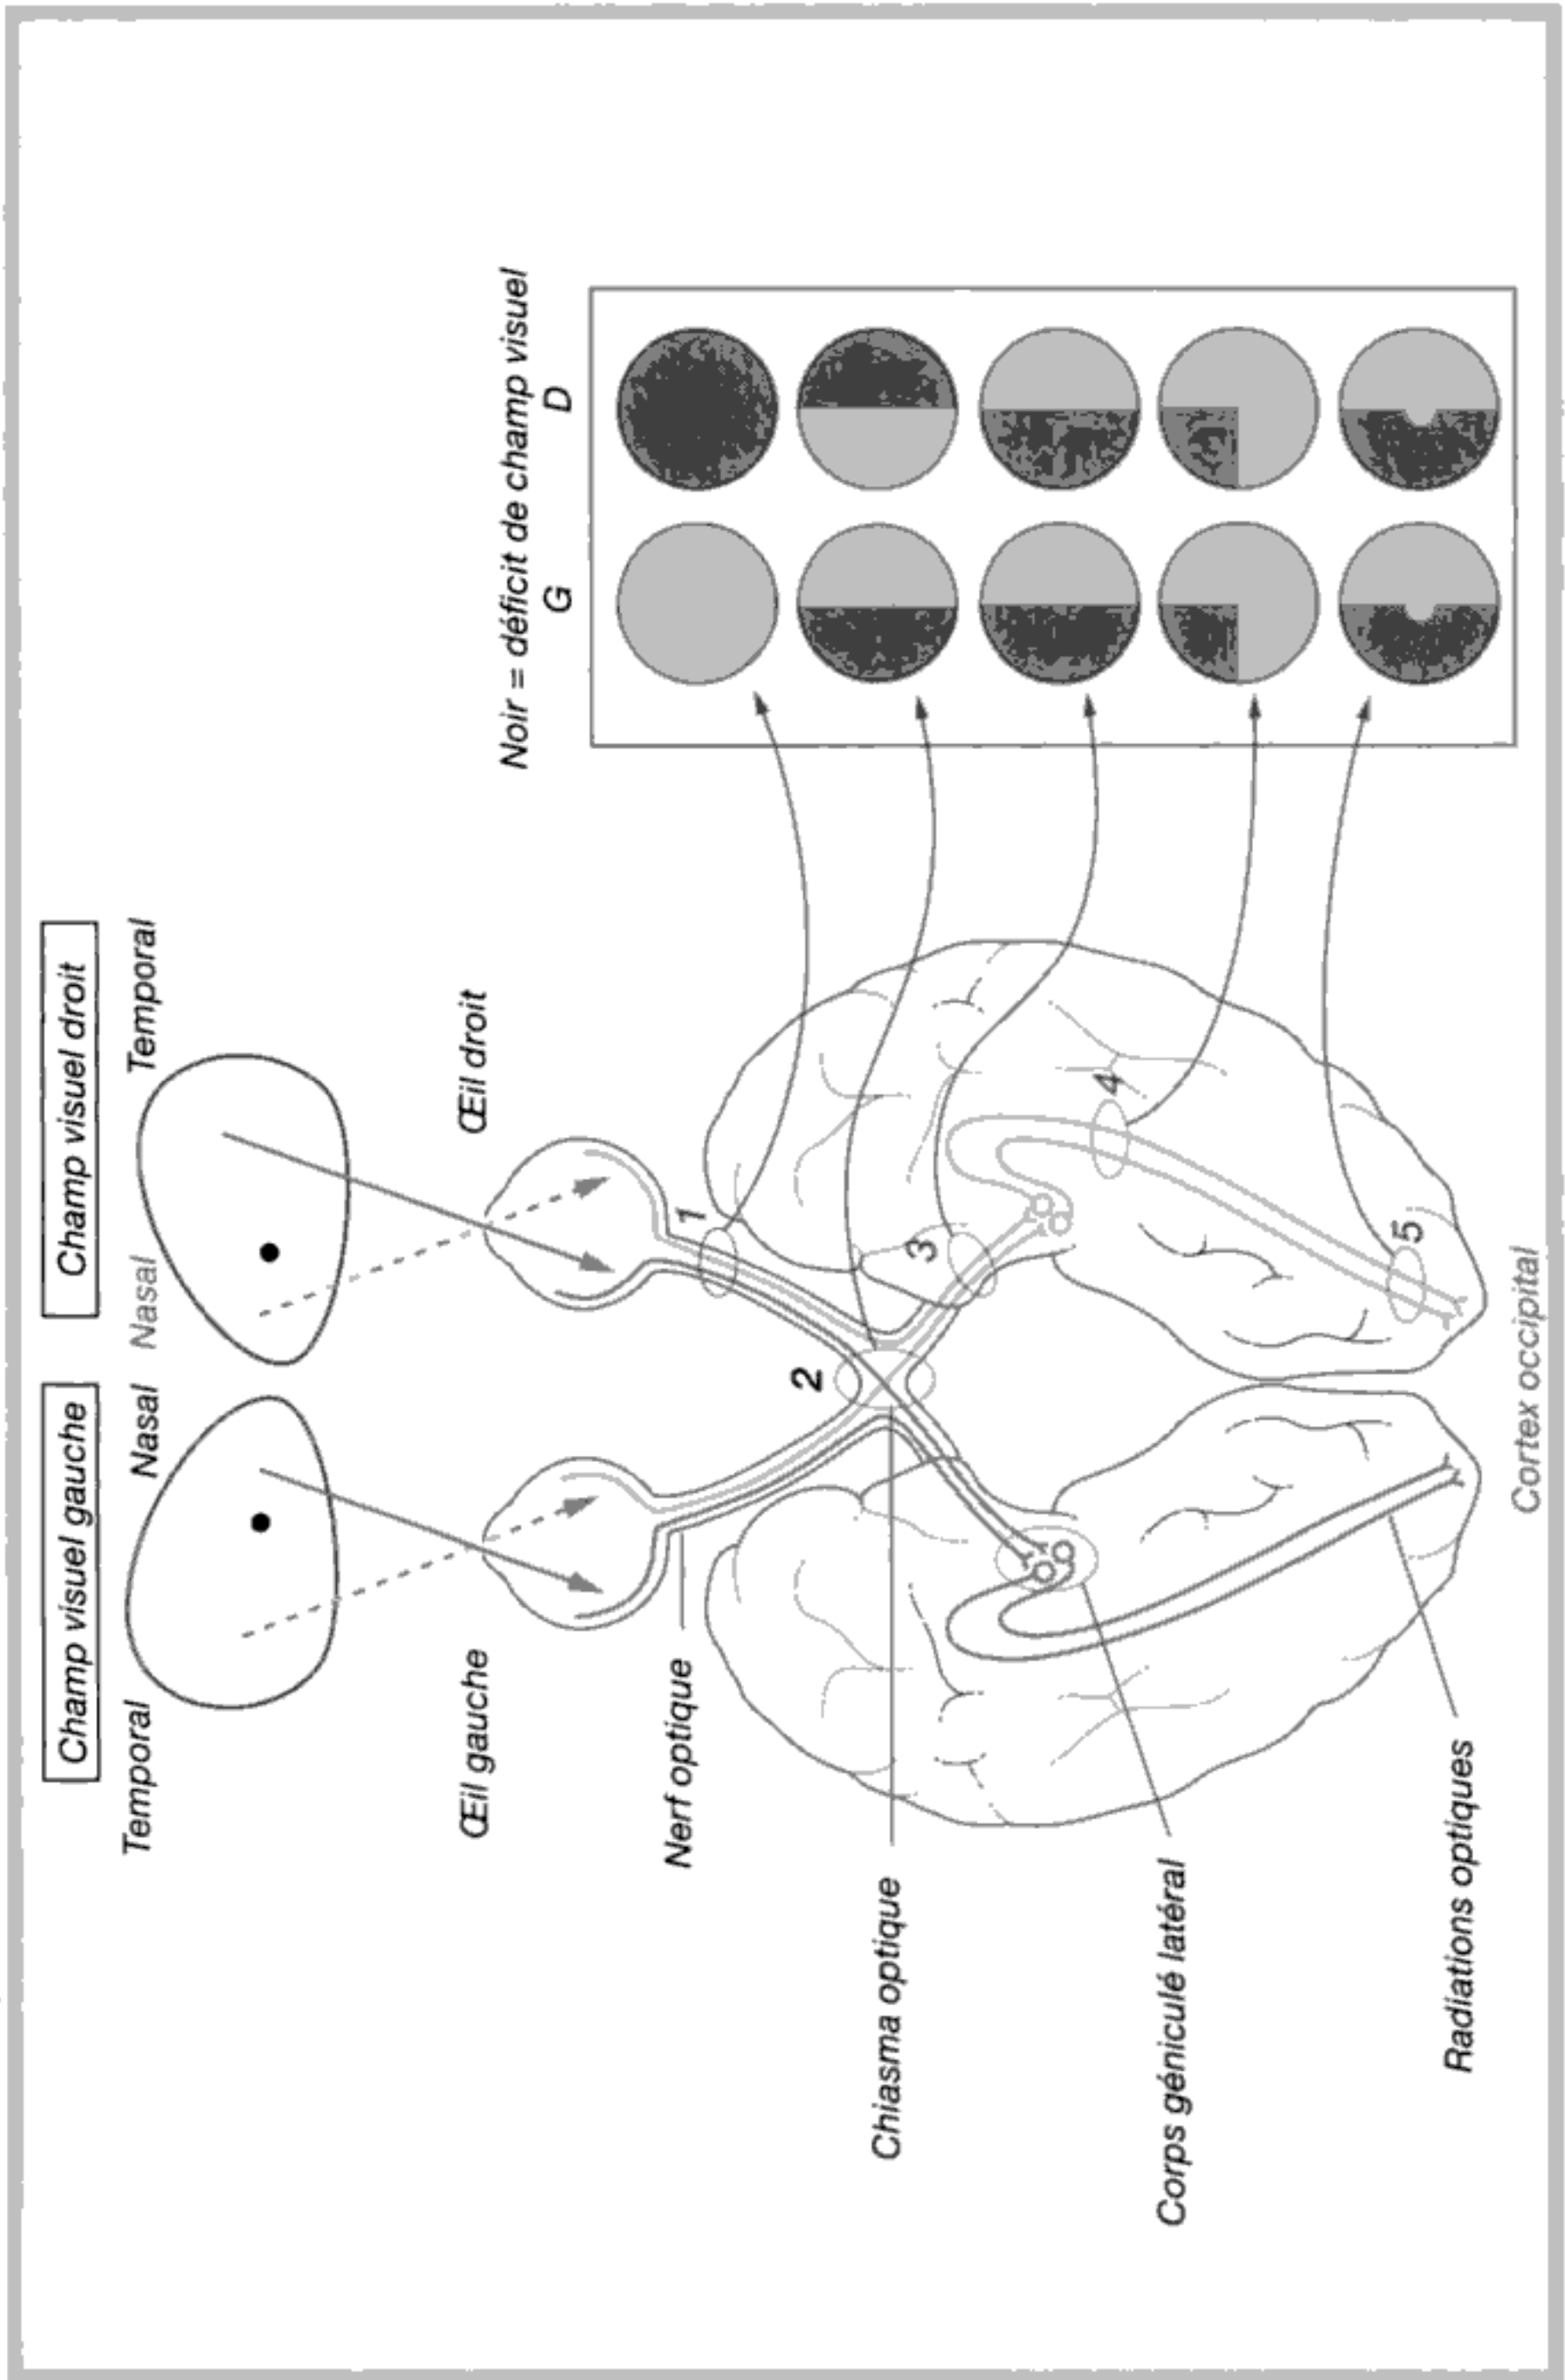 Champ visuel gauche
Champ visuel droit
Temporal
Nasal
Nasal
Temporal
Œil gauche
Œil droit
Noir = déficit de champ visuel
G
D
Nerf optique
1
2
Chiasma optique
3
4
Corps géniculé latéral
5
Radiations optiques
Cortex occipital